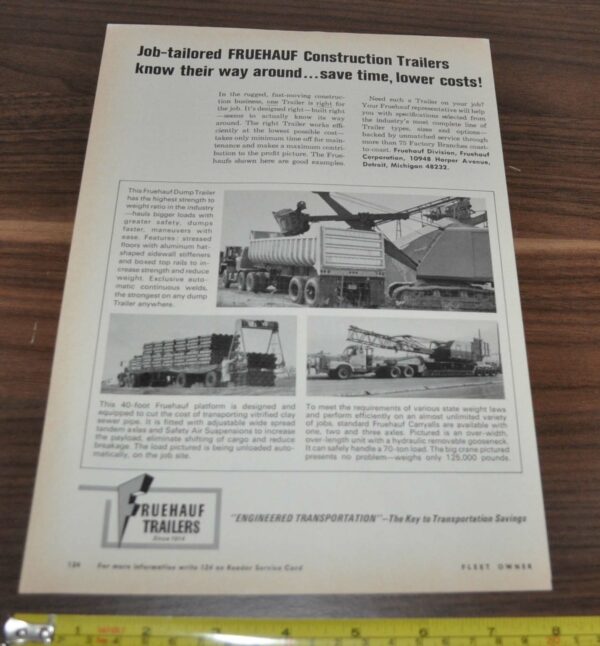 Job-tailored FRUEHAUF Construction Trailers
know their way around...save time, lower costs!
In the rugged, fast-moving construc-
tion business, one Trailer is right for
the job. It's designed right—built right
—seems to actually know its way
around. The right Trailer works effi-
ciently at the lowest possible cost—
takes only minimum time off for main-
tenance and makes a maximum contri-
bution to the profit picture. The Frue-
haufs shown here are good examples.
Need such a Trailer on your job?
Your Fruehauf representative will help
you with specifications selected from
the industry's most complete line of
Trailer types, sizes and options—
backed by unmatched service through
more than 75 Factory Branches coast-
to-coast. Fruehauf Division, Fruehauf
Corporation, 10948 Harper Avenue,
Detroit, Michigan 48232.
This Fruehauf Dump Trailer
has the highest strength to
weight ratio in the industry
—hauls bigger loads with
greater safety, dumps
faster, maneuvers with
ease. Features: stressed
floors with aluminum hat-
shaped sidewall stiffeners
and boxed top rails to in-
crease strength and reduce
weight. Exclusive auto-
matic continuous welds,
the strongest on any dump
Trailer anywhere.
This 40-foot Fruehauf platform is designed and
equipped to cut the cost of transporting vitrified clay
sewer pipe. It is fitted with adjustable wide spread
tandem axles and Safety Air Suspensions to increase
the payload, eliminate shifting of cargo and reduce
breakage. The load pictured is being unloaded auto-
matically, on the job site.
To meet the requirements of various state weight laws
and perform efficiently on an almost unlimited variety
of jobs, standard Fruehauf Carryalls are available with
one, two and three axles. Pictured is an over-width,
over-length unit with a hydraulic removable gooseneck.
It can safely handle a 70-ton load. The big crane pictured
presents no problem—weighs only 125,000 pounds.
FRUEHAUF
TRAILERS
Since 1914
"ENGINEERED TRANSPORTATION"—The Key to Transportation Savings
124 For more information write 124 on Reader Service Card
FLEET OWNER
1 2 3 4 5 6 7 8